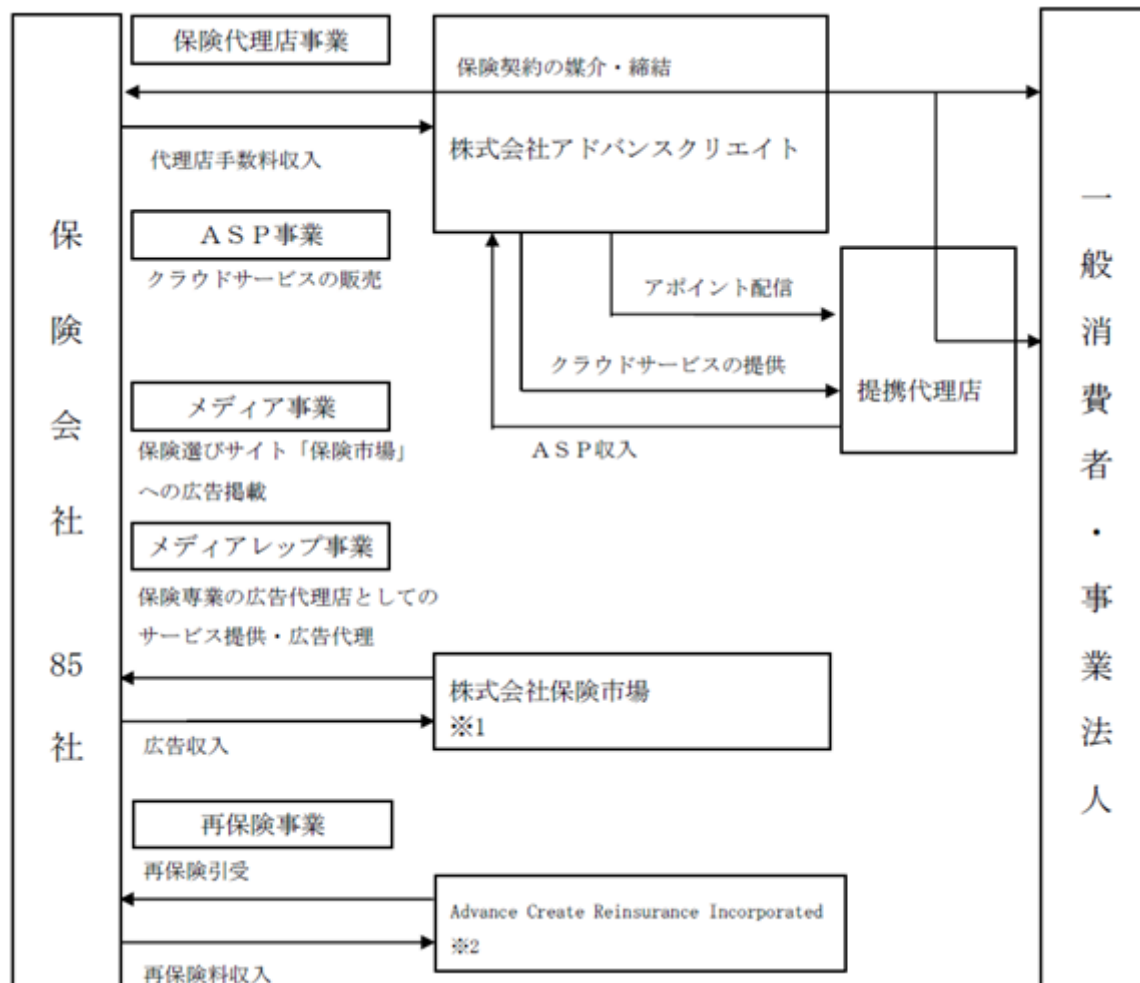 保険会社 85社
保険代理店事業
保険契約の媒介・締結
株式会社アドバンスクリエイト
代理店手数料収入
ＡＳＰ事業
クラウドサービスの販売
アポイント配信
クラウドサービスの提供
ＡＳＰ収入
提携代理店
メディア事業
保険選びサイト「保険市場」
への広告掲載
メディアレップ事業
保険専業の広告代理店としての
サービス提供・広告代理
株式会社保険市場
※1
広告収入
再保険事業
再保険引受
Advance Create Reinsurance Incorporated
※2
再保険料収入
一般消費者・事業法人